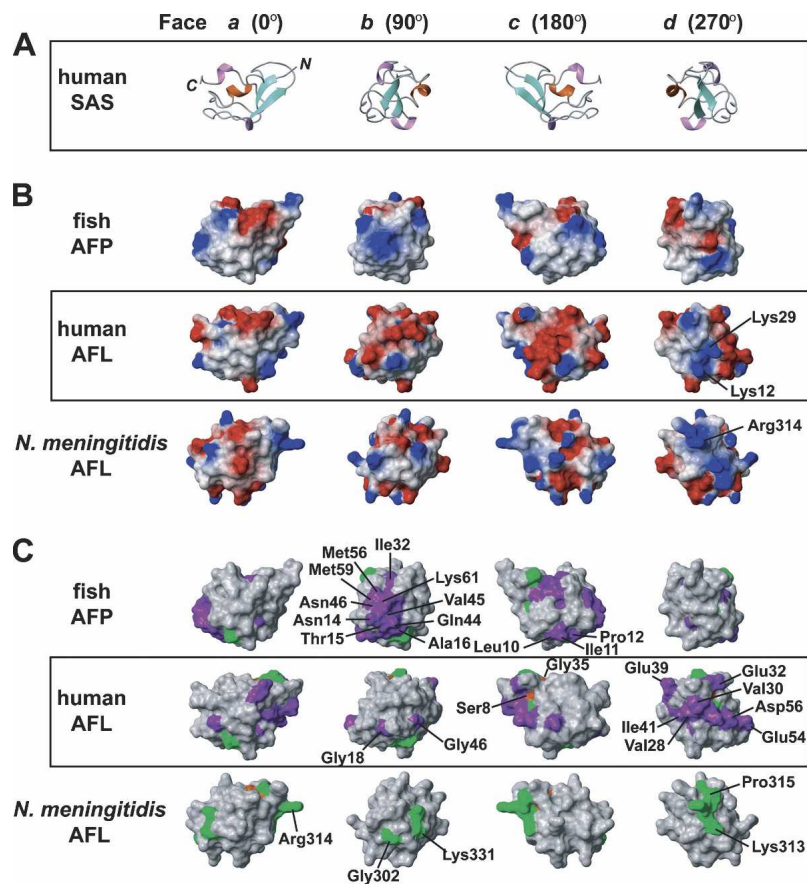 Face a (0°) b (90°) c (180°) d (270°)
A
human
SAS
N
C
B
fish
AFP
human
AFL
Lys29
Lys12
N. meningitidis
AFL
Arg314
C
fish
AFP
Ile32
Met56
Met59
Lys61
Asn46
Val45
Asn14
Gln44
Thr15
Ala16
Leu10
Pro12
Ile11
human
AFL
Gly18
Gly46
Gly35
Ser8
Glu39
Glu32
Val30
Asp56
Ile41
Val28
Glu54
N. meningitidis
AFL
Arg314
Gly302
Lys331
Pro315
Lys313